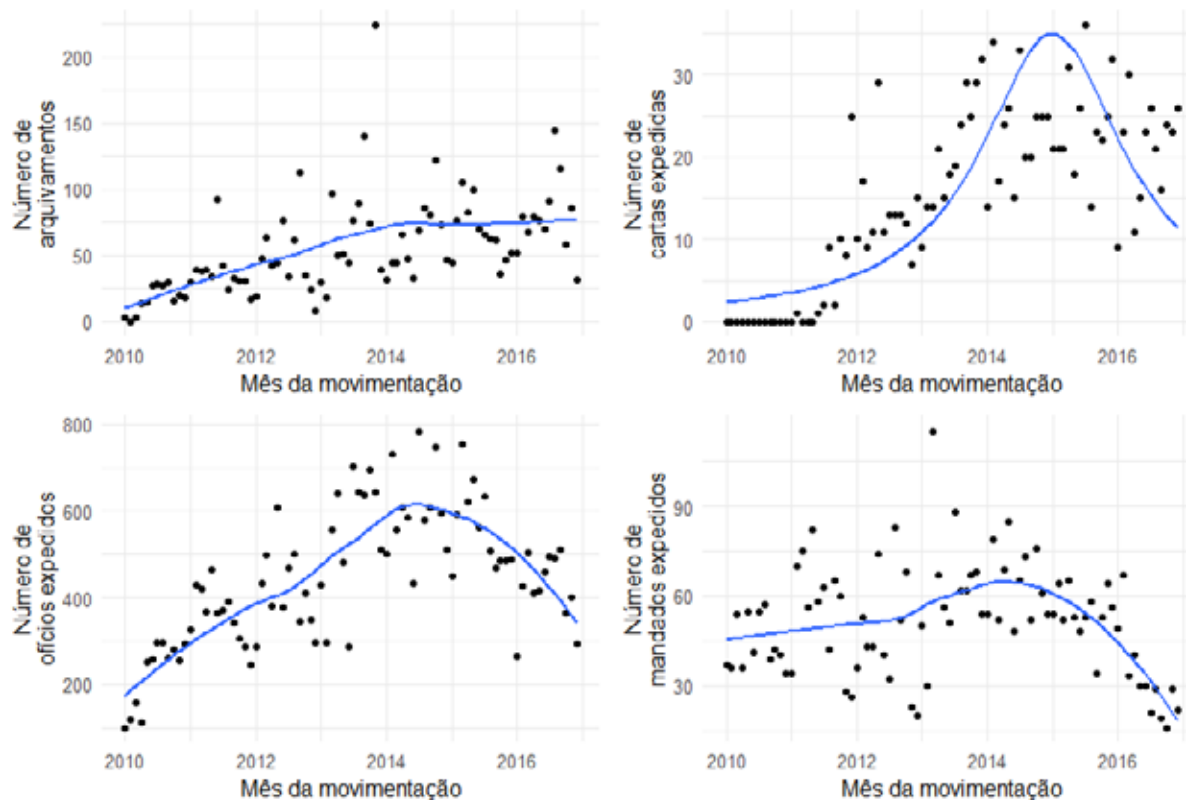 Número de
arquivamentos
200
150
100
50
0
2010 2012 2014 2016
Mês da movimentação
Número de
cartas expedidas
30
20
10
0
2010 2012 2014 2016
Mês da movimentação
Número de
ofícios expedidos
800
600
400
200
2010 2012 2014 2016
Mês da movimentação
Número de
mandados expedidos
90
60
30
2010 2012 2014 2016
Mês da movimentação